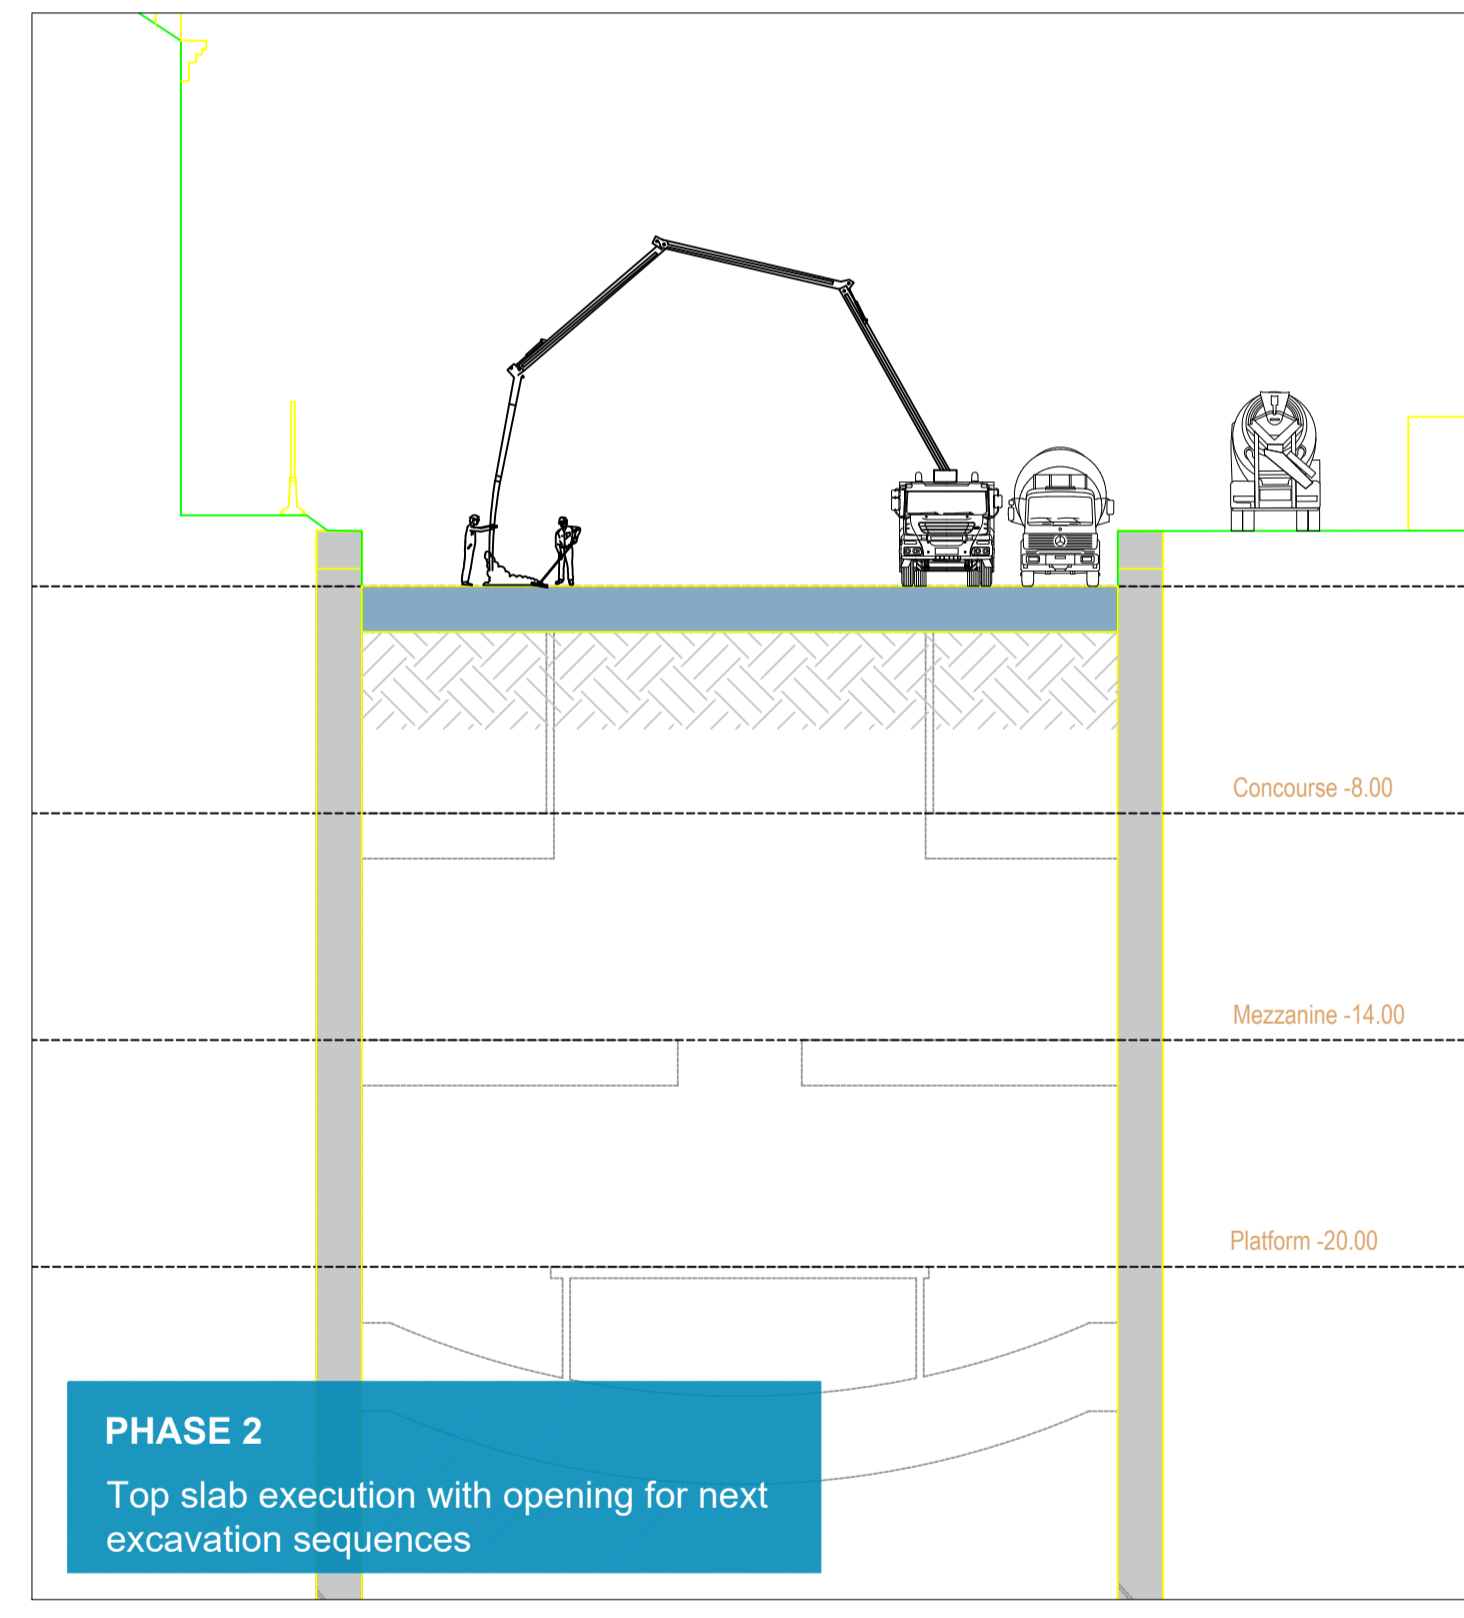 Concourse -8.00
Mezzanine -14.00
Platform -20.00
PHASE 2
Top slab execution with opening for next
excavation sequences